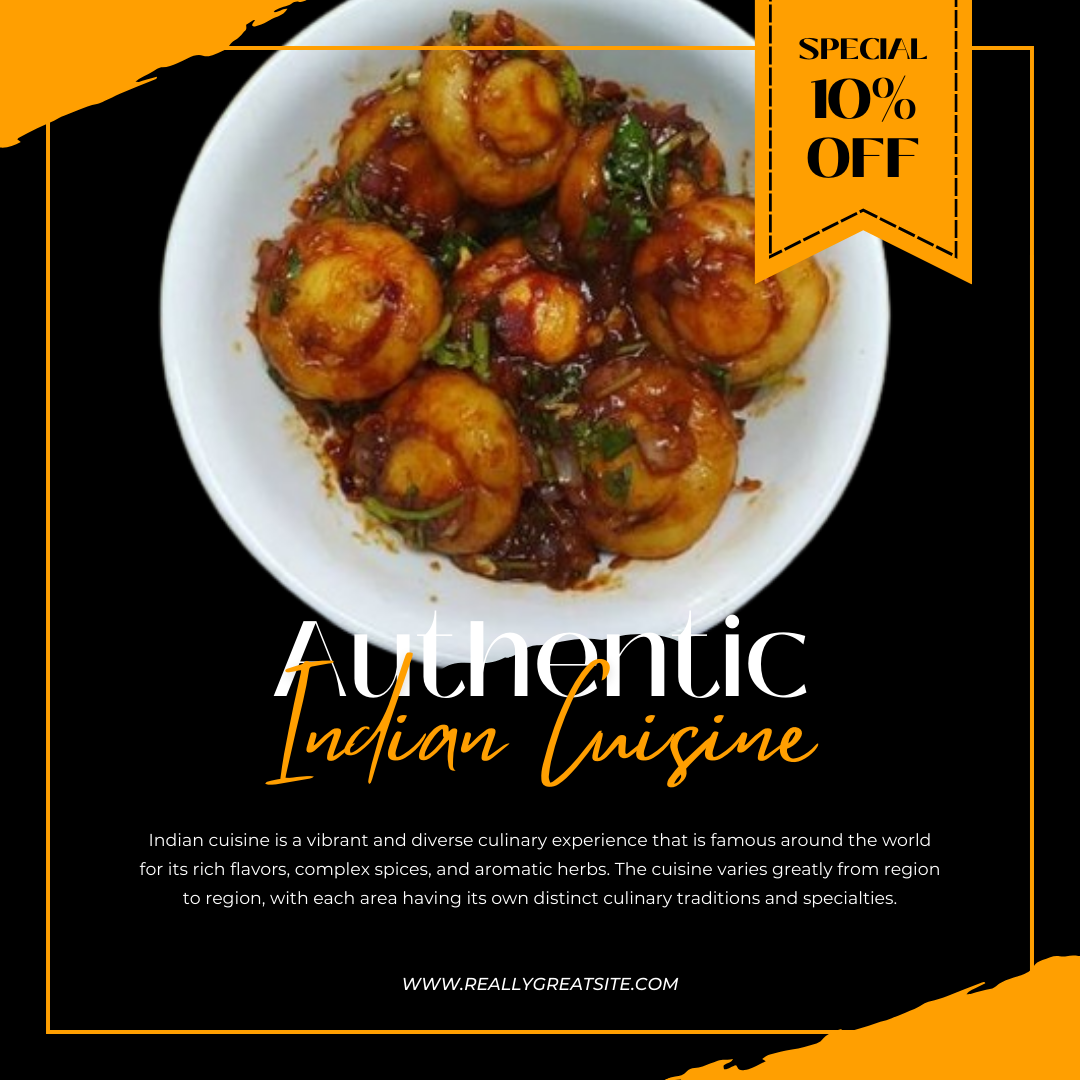 SPECIAL
10%
OFF
Authentic
Indian Cuisine
Indian cuisine is a vibrant and diverse culinary experience that is famous around the world
for its rich flavors, complex spices, and aromatic herbs. The cuisine varies greatly from region
to region, with each area having its own distinct culinary traditions and specialties.
WWW.REALLYGREATSITE.COM